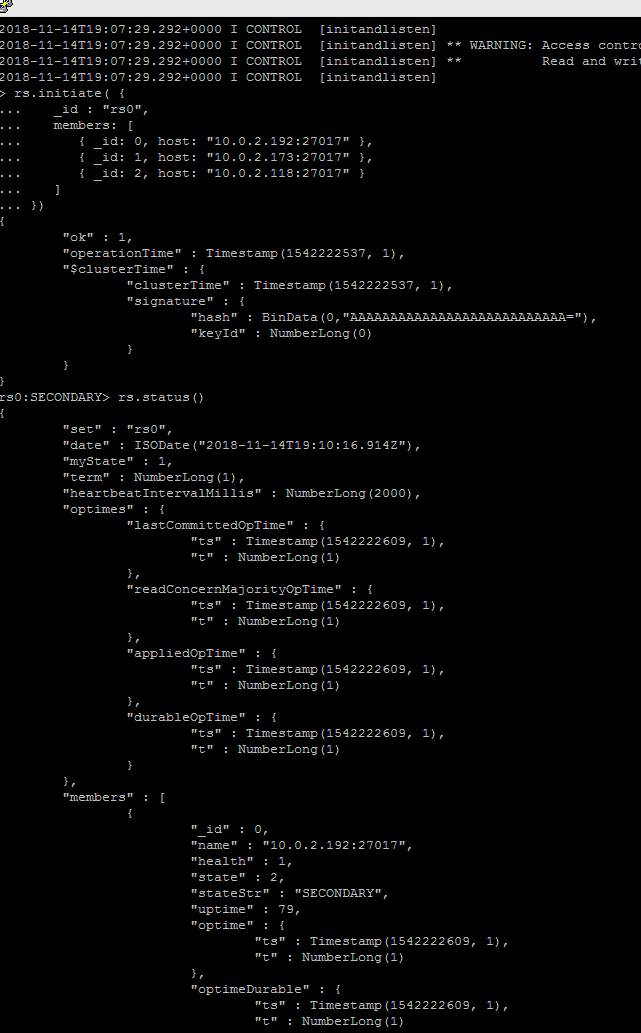 2018-11-14T19:07:29.292+0000 I CONTROL  [initandlisten]
2018-11-14T19:07:29.292+0000 I CONTROL  [initandlisten] ** WARNING: Access contro
2018-11-14T19:07:29.292+0000 I CONTROL  [initandlisten] **          Read and writ
2018-11-14T19:07:29.292+0000 I CONTROL  [initandlisten]
> rs.initiate( {
...    _id : "rs0",
...    members: [
...       { _id: 0, host: "10.0.2.192:27017" },
...       { _id: 1, host: "10.0.2.173:27017" },
...       { _id: 2, host: "10.0.2.118:27017" }
...    ]
... })
{
        "ok" : 1,
        "operationTime" : Timestamp(1542222537, 1),
        "$clusterTime" : {
                "clusterTime" : Timestamp(1542222537, 1),
                "signature" : {
                        "hash" : BinData(0,"AAAAAAAAAAAAAAAAAAAAAAAAAAA="),
                        "keyId" : NumberLong(0)
                }
        }
}
rs0:SECONDARY> rs.status()
{
        "set" : "rs0",
        "date" : ISODate("2018-11-14T19:10:16.914Z"),
        "myState" : 1,
        "term" : NumberLong(1),
        "heartbeatIntervalMillis" : NumberLong(2000),
        "optimes" : {
                "lastCommittedOpTime" : {
                        "ts" : Timestamp(1542222609, 1),
                        "t" : NumberLong(1)
                },
                "readConcernMajorityOpTime" : {
                        "ts" : Timestamp(1542222609, 1),
                        "t" : NumberLong(1)
                },
                "appliedOpTime" : {
                        "ts" : Timestamp(1542222609, 1),
                        "t" : NumberLong(1)
                },
                "durableOpTime" : {
                        "ts" : Timestamp(1542222609, 1),
                        "t" : NumberLong(1)
                }
        },
        "members" : [
                {
                        "_id" : 0,
                        "name" : "10.0.2.192:27017",
                        "health" : 1,
                        "state" : 2,
                        "stateStr" : "SECONDARY",
                        "uptime" : 79,
                        "optime" : {
                                "ts" : Timestamp(1542222609, 1),
                                "t" : NumberLong(1)
                        },
                        "optimeDurable" : {
                                "ts" : Timestamp(1542222609, 1),
                                "t" : NumberLong(1)